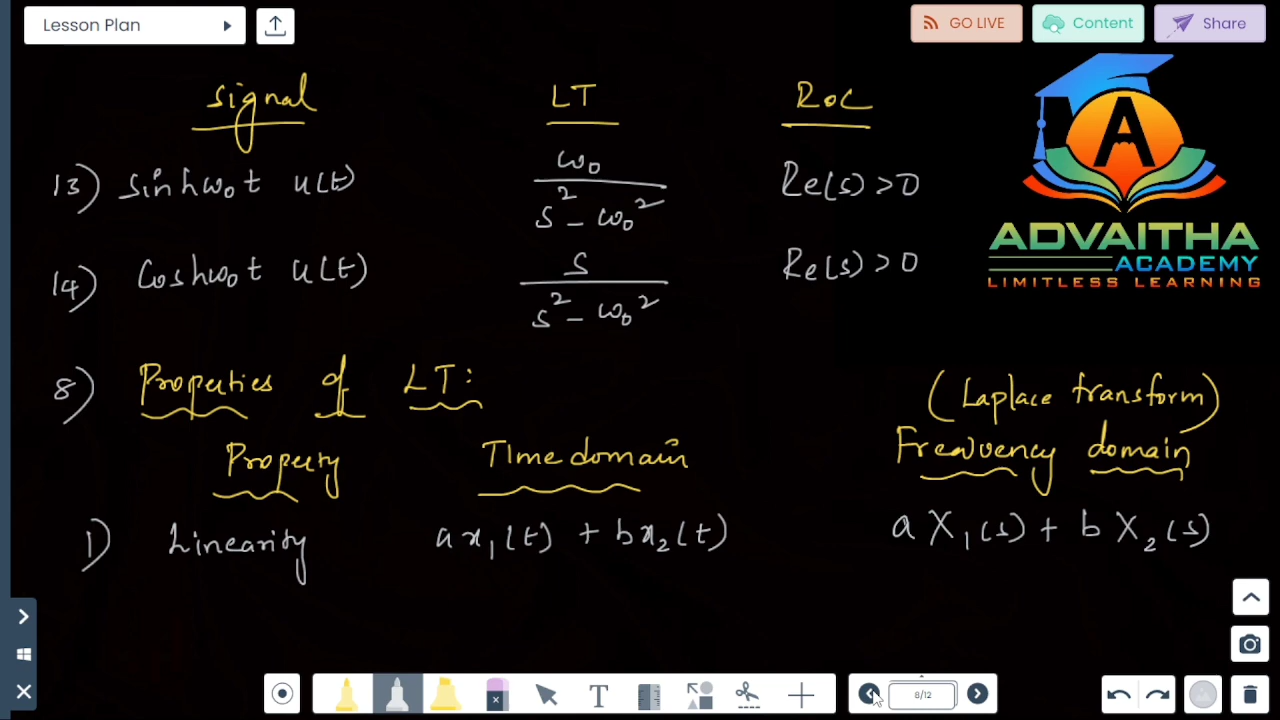 Lesson Plan
GO LIVE
Content
Share
Signal LT ROC
A
ADVAITHA
ACADEMY
LIMITLESS LEARNING
13) sinhω₀t u(t) ω₀/(s² - ω₀²) Re(s) > 0
14) Coshω₀t u(t) s/(s² - ω₀²) Re(s) > 0
8) Properties of LT:
(Laplace transform)
Property Time domain Frequency domain
1) Linearity a x₁(t) + b x₂(t) a X₁(s) + b X₂(s)
T
8/12
A